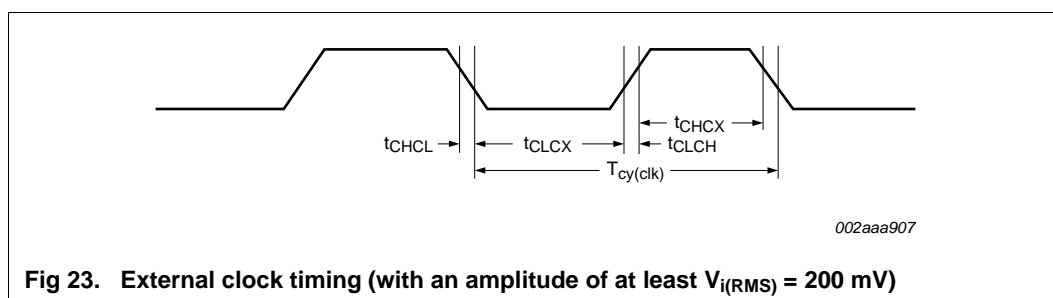 tCHCX
tCHCL
tCLCX
tCLCH
Tcy(clk)
002aaa907
Fig 23. External clock timing (with an amplitude of at least Vi(RMS) = 200 mV)